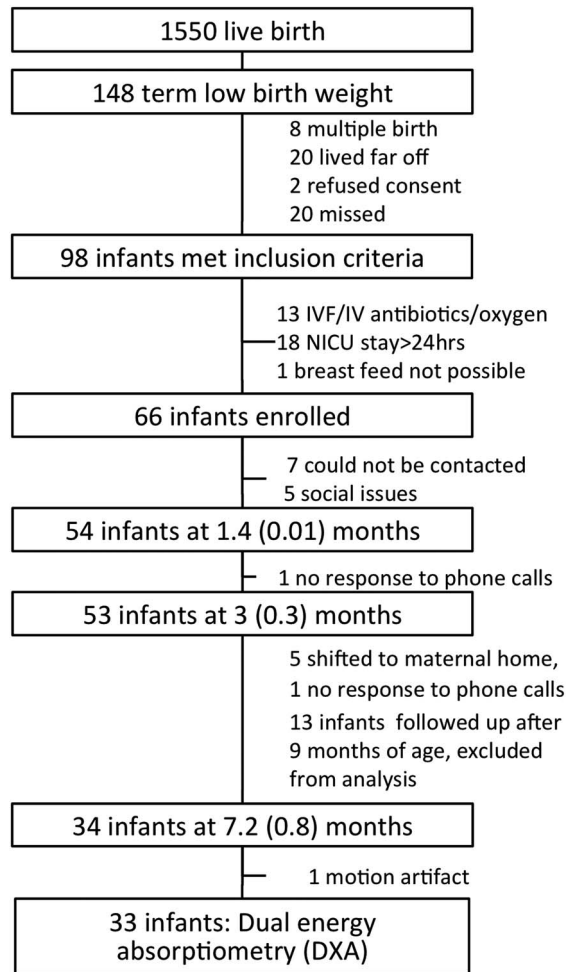 1550 live birth
148 term low birth weight
8 multiple birth
20 lived far off
2 refused consent
20 missed
98 infants met inclusion criteria
13 IVF/IV antibiotics/oxygen
18 NICU stay>24hrs
1 breast feed not possible
66 infants enrolled
7 could not be contacted
5 social issues
54 infants at 1.4 (0.01) months
1 no response to phone calls
53 infants at 3 (0.3) months
5 shifted to maternal home,
1 no response to phone calls
13 infants followed up after
9 months of age, excluded
from analysis
34 infants at 7.2 (0.8) months
1 motion artifact
33 infants: Dual energy
absorptiometry (DXA)